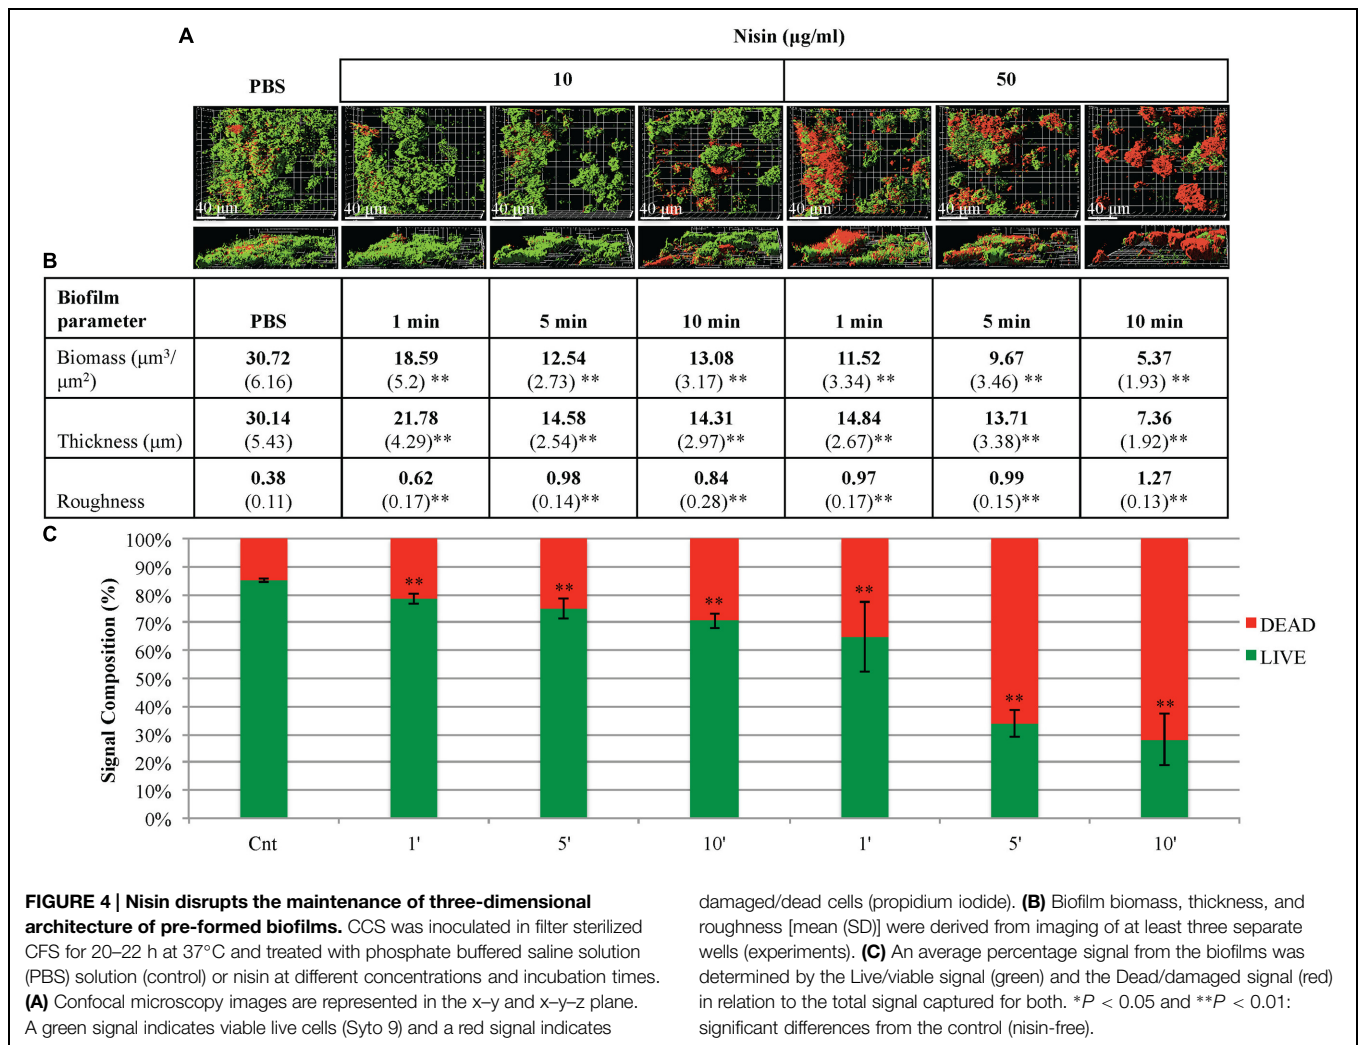 A
Nisin (µg/ml)
PBS
10
50
40 µm
40 µm
40 µm
40 µm
40 µm
40 µm
40 µm
B
Biofilm
parameter
PBS
1 min
5 min
10 min
1 min
5 min
10 min
Biomass (µm³/
µm²)
30.72
18.59
12.54
13.08
11.52
9.67
5.37
(6.16)
(5.2) **
(2.73) **
(3.17) **
(3.34) **
(3.46) **
(1.93) **
Thickness (µm)
30.14
21.78
14.58
14.31
14.84
13.71
7.36
(5.43)
(4.29)**
(2.54)**
(2.97)**
(2.67)**
(3.38)**
(1.92)**
Roughness
0.38
0.62
0.98
0.84
0.97
0.99
1.27
(0.11)
(0.17)**
(0.14)**
(0.28)**
(0.17)**
(0.15)**
(0.13)**
C
Signal Composition (%)
100%
90%
80%
70%
60%
50%
40%
30%
20%
10%
0%
**
**
**
**
**
**
Cnt
1'
5'
10'
1'
5'
10'
DEAD
LIVE
FIGURE 4 | Nisin disrupts the maintenance of three-dimensional
architecture of pre-formed biofilms. CCS was inoculated in filter sterilized
CFS for 20–22 h at 37°C and treated with phosphate buffered saline solution
(PBS) solution (control) or nisin at different concentrations and incubation times.
(A) Confocal microscopy images are represented in the x–y and x–y–z plane.
A green signal indicates viable live cells (Syto 9) and a red signal indicates
damaged/dead cells (propidium iodide). (B) Biofilm biomass, thickness, and
roughness [mean (SD)] were derived from imaging of at least three separate
wells (experiments). (C) An average percentage signal from the biofilms was
determined by the Live/viable signal (green) and the Dead/damaged signal (red)
in relation to the total signal captured for both. *P < 0.05 and **P < 0.01:
significant differences from the control (nisin-free).